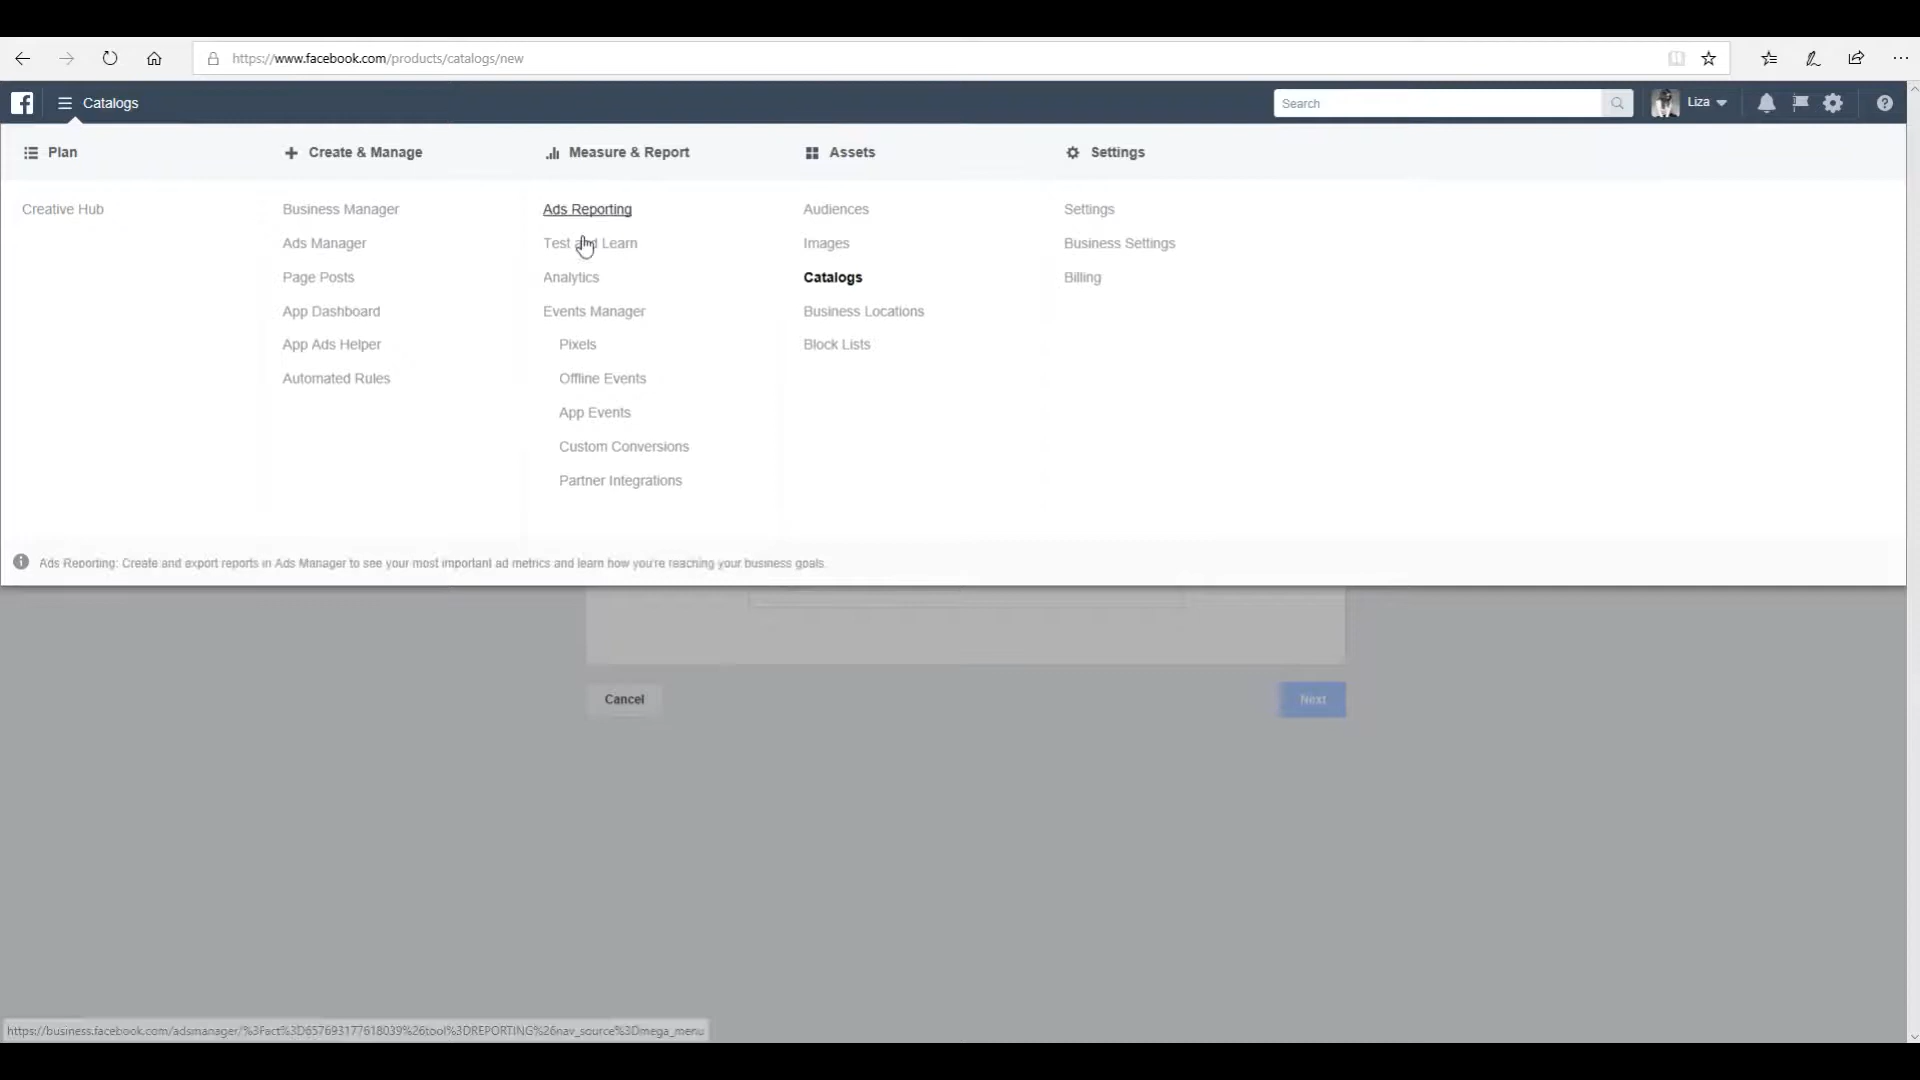 https://www.facebook.com/products/catalogs/new
Catalogs
Search
Liza
Plan
Create & Manage
Measure & Report
Assets
Settings
Creative Hub
Business Manager
Ads Reporting
Audiences
Settings
Ads Manager
Test and Learn
Images
Business Settings
Page Posts
Analytics
Catalogs
Billing
App Dashboard
Events Manager
Business Locations
App Ads Helper
Pixels
Block Lists
Automated Rules
Offline Events
App Events
Custom Conversions
Partner Integrations
Ads Reporting: Create and export reports in Ads Manager to see your most important ad metrics and learn how you're reaching your business goals.
Cancel
Next
https://business.facebook.com/adsmanager/%3Fact%3D657693177618039%26tool%3DREPORTING%26nav_source%3Dmega_menu